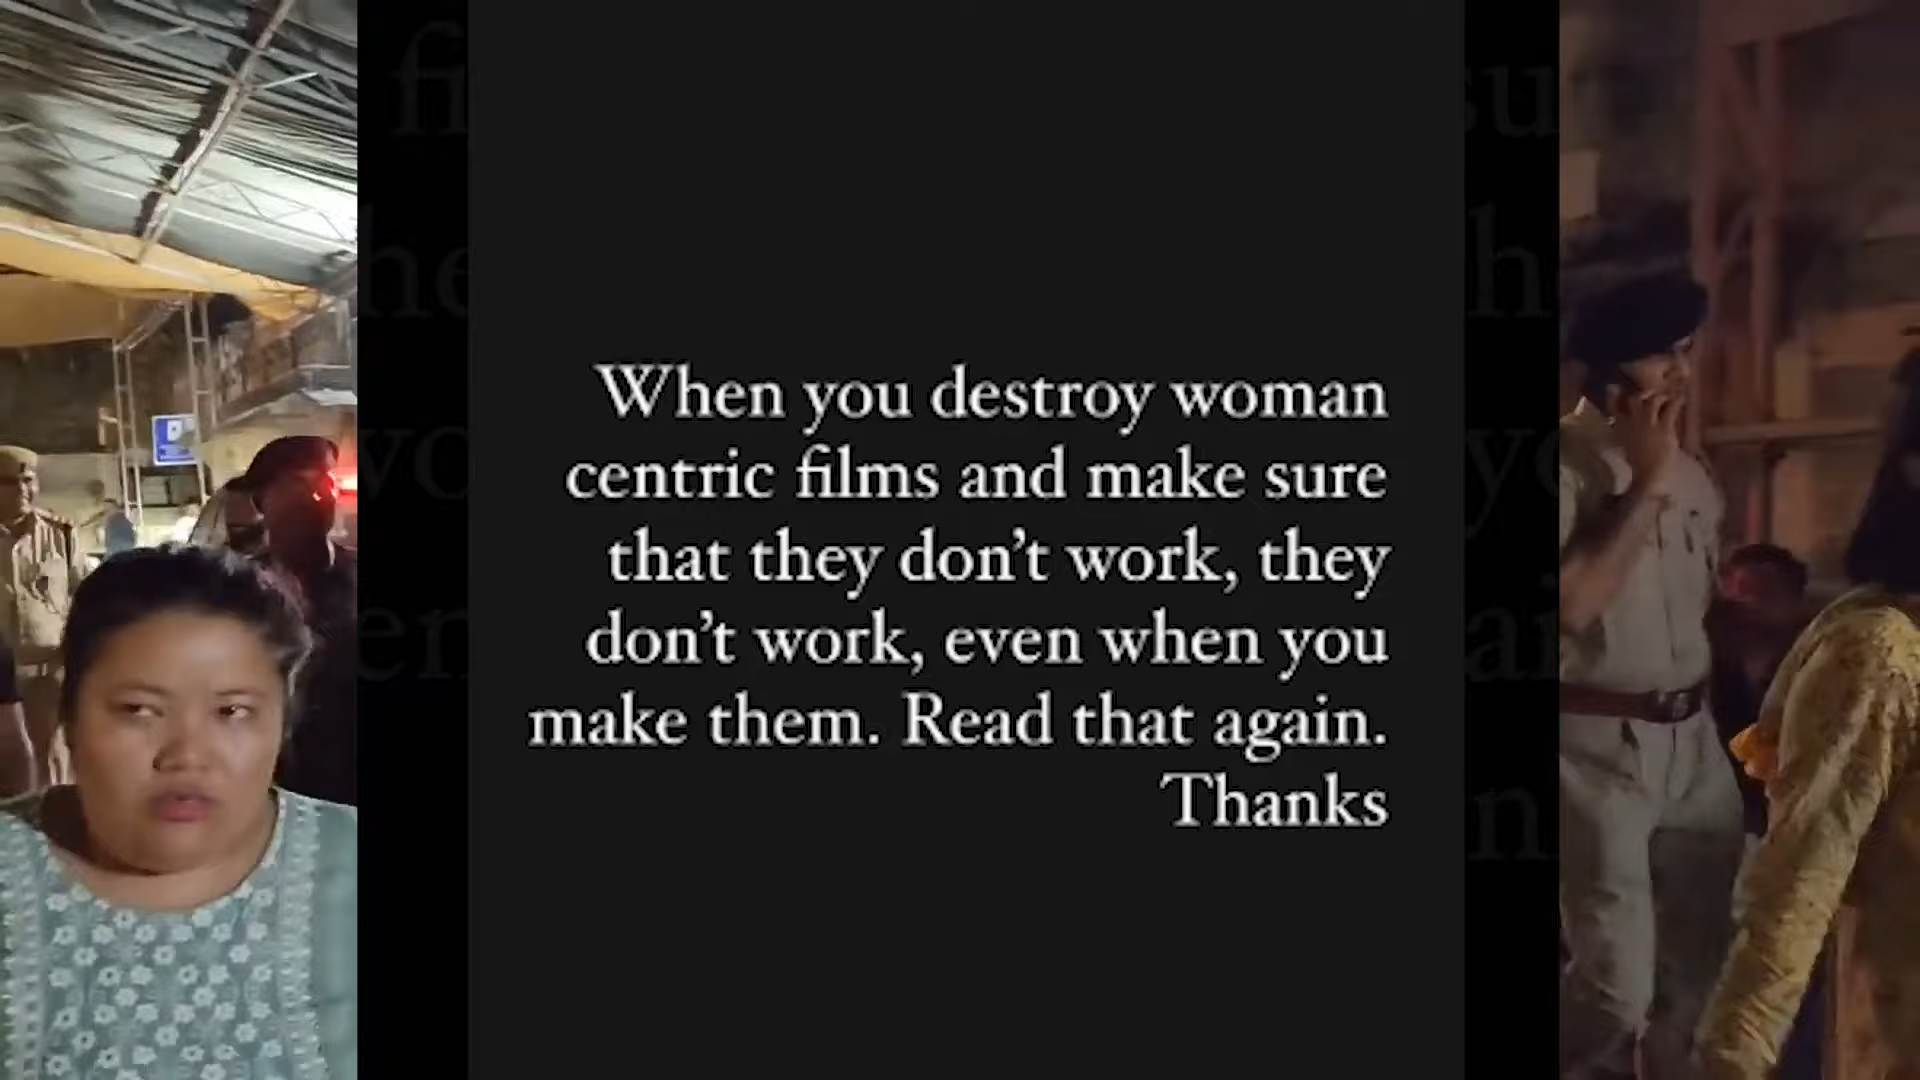 When you destroy woman
centric films and make sure
that they don’t work, they
don’t work, even when you
make them. Read that again.
Thanks